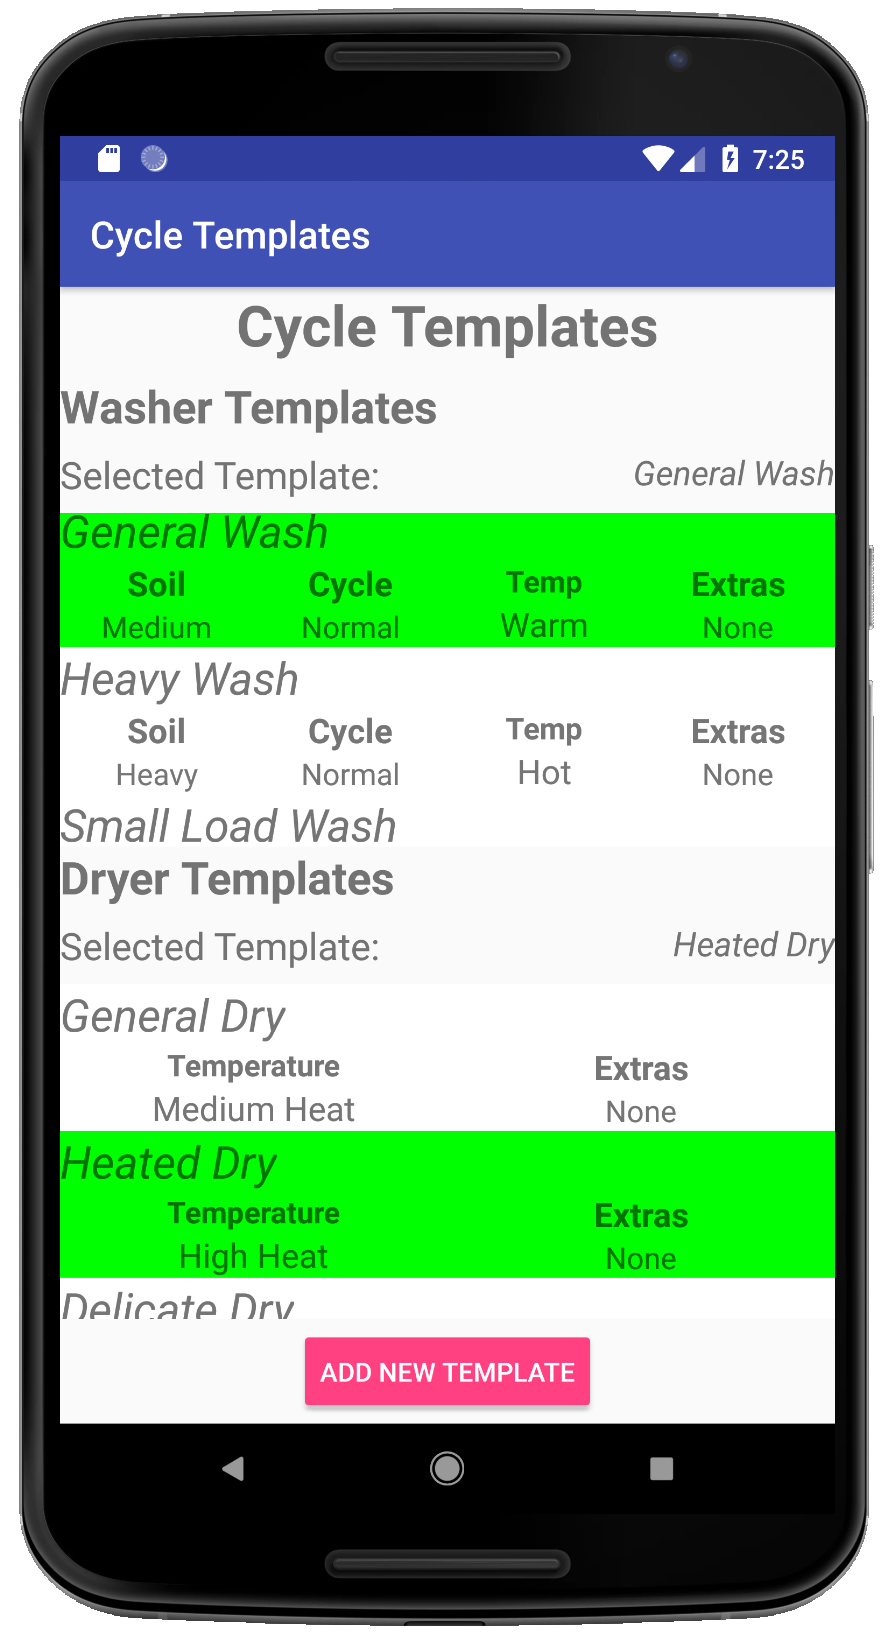 7:25
Cycle Templates
Cycle Templates
Washer Templates
Selected Template: General Wash
General Wash
Soil Cycle Temp Extras
Medium Normal Warm None
Heavy Wash
Soil Cycle Temp Extras
Heavy Normal Hot None
Small Load Wash
Dryer Templates
Selected Template: Heated Dry
General Dry
Temperature Extras
Medium Heat None
Heated Dry
Temperature Extras
High Heat None
Delicate Dry
ADD NEW TEMPLATE